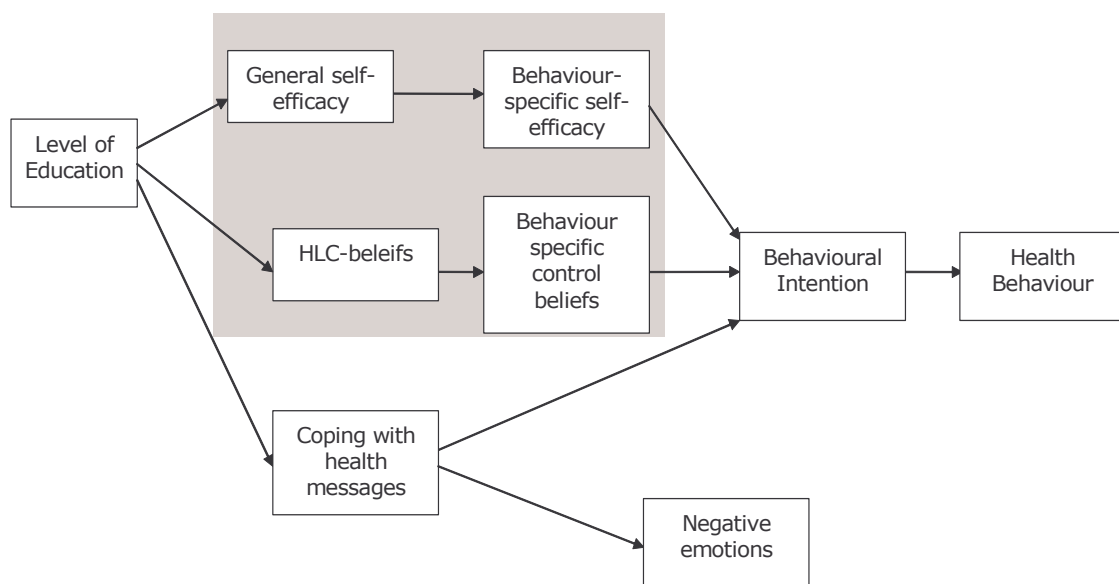 General self-
efficacy
Behaviour-
specific self-
efficacy
Level of
Education
HLC-beleifs
Behaviour
specific
control
beliefs
Behavioural
Intention
Health
Behaviour
Coping with
health
messages
Negative
emotions